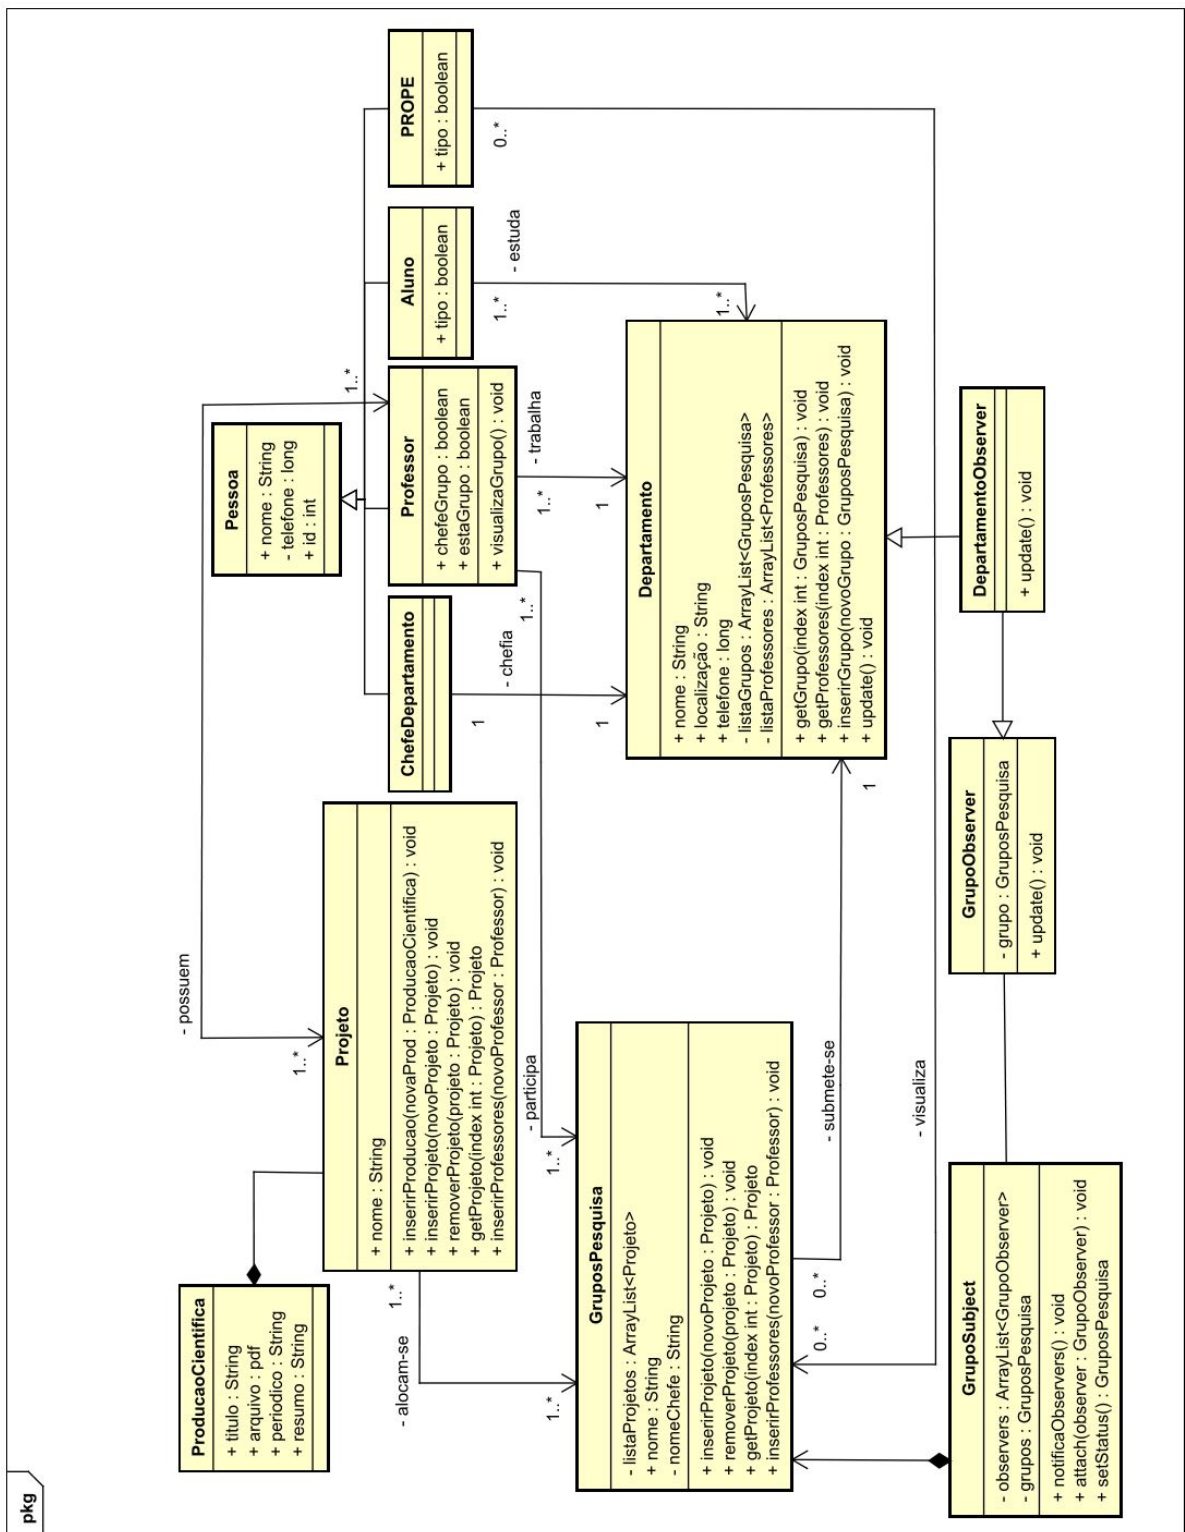 pkg
ProducaoCientifica
+ titulo : String
+ arquivo : pdf
+ periodico : String
+ resumo : String
- possuem
1..*
1..*
Pessoa
+ nome : String
- telefone : long
+ id : int
Projeto
+ nome : String
+ inserirProducao(novaProd : ProducaoCientifica) : void
+ inserirProjeto(novoProjeto : Projeto) : void
+ removerProjeto(projeto : Projeto) : void
+ getProjeto(index int : Projeto) : Projeto
+ inserirProfessores(novoProfessor : Professor) : void
ChefeDepartamento
Professor
+ chefeGrupo : boolean
+ estaGrupo : boolean
+ visualizaGrupo() : void
Aluno
+ tipo : boolean
PROPE
+ tipo : boolean
1..*
- alocam-se
1..*
- participa
1..*
1..*
1
- chefia
1
1..*
- trabalha
1
1..*
- estuda
1..*
0..*
GruposPesquisa
- listaProjetos : ArrayList<Projeto>
+ nome : String
- nomeChefe : String
+ inserirProjeto(novoProjeto : Projeto) : void
+ removerProjeto(projeto : Projeto) : void
+ getProjeto(index int : Projeto) : Projeto
+ inserirProfessores(novoProfessor : Professor) : void
Departamento
+ nome : String
+ localização : String
+ telefone : long
- listaGrupos : ArrayList<GruposPesquisa>
- listaProfessores : ArrayList<Professores>
+ getGrupo(index int : GruposPesquisa) : void
+ getProfessores(index int : Professores) : void
+ inserirGrupo(novoGrupo : GruposPesquisa) : void
+ update() : void
0..*
0..*
- submete-se
1
- visualiza
GrupoSubject
- observers : ArrayList<GrupoObserver>
- grupos : GruposPesquisa
+ notificaObservers() : void
+ attach(observer : GrupoObserver) : void
+ setStatus() : GruposPesquisa
GrupoObserver
- grupo : GruposPesquisa
+ update() : void
DepartamentoObserver
+ update() : void